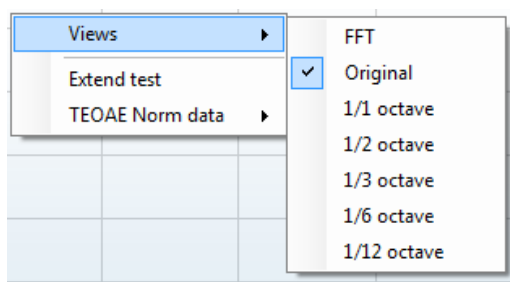 Views
Extend test
TEOAE Norm data
FFT
Original
1/1 octave
1/2 octave
1/3 octave
1/6 octave
1/12 octave